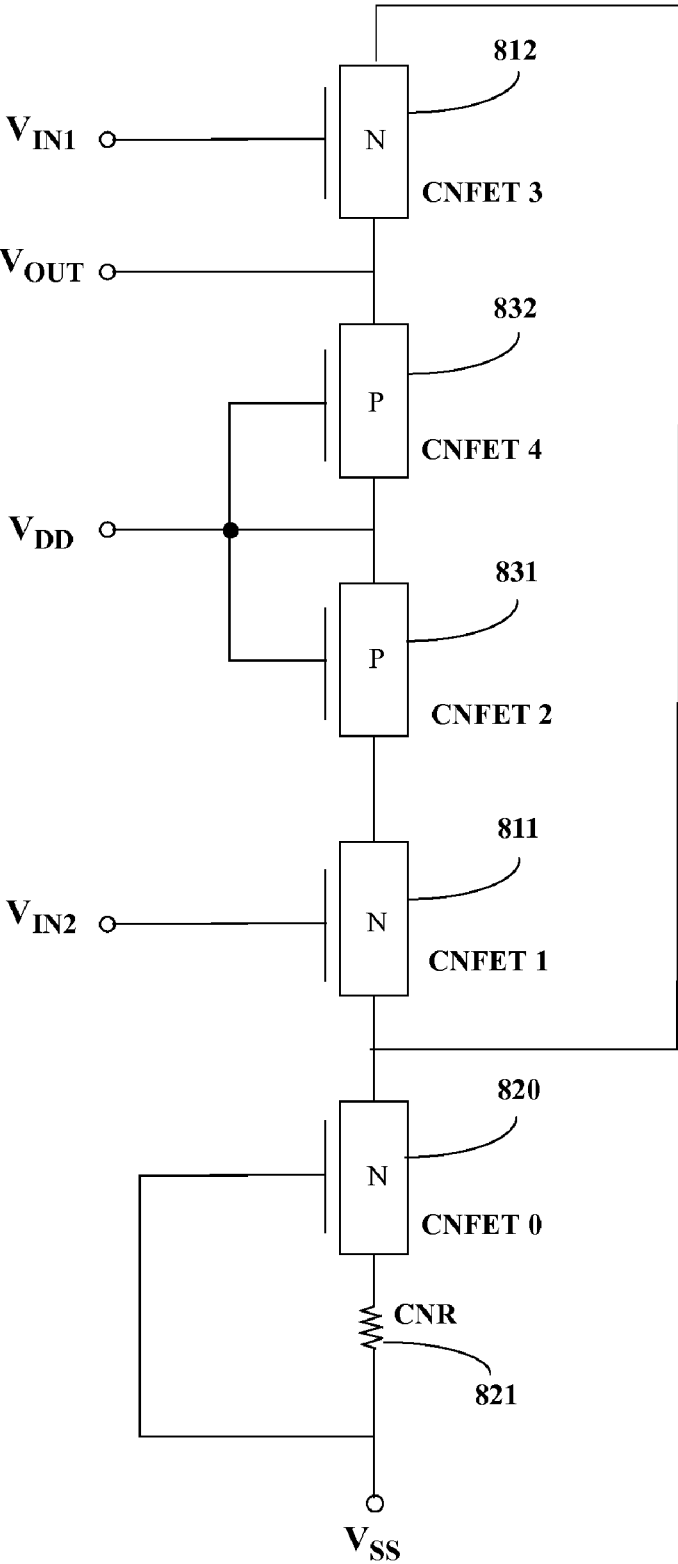 812
V_IN1
N
CNFET 3
V_OUT
832
P
CNFET 4
V_DD
831
P
CNFET 2
811
V_IN2
N
CNFET 1
820
N
CNFET 0
CNR
821
V_SS